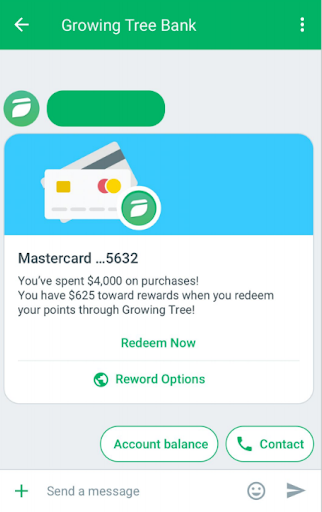 Growing Tree Bank
Mastercard ...5632
You've spent $4,000 on purchases!
You have $625 toward rewards when you redeem
your points through Growing Tree!
Redeem Now
Reword Options
Account balance
Contact
Send a message